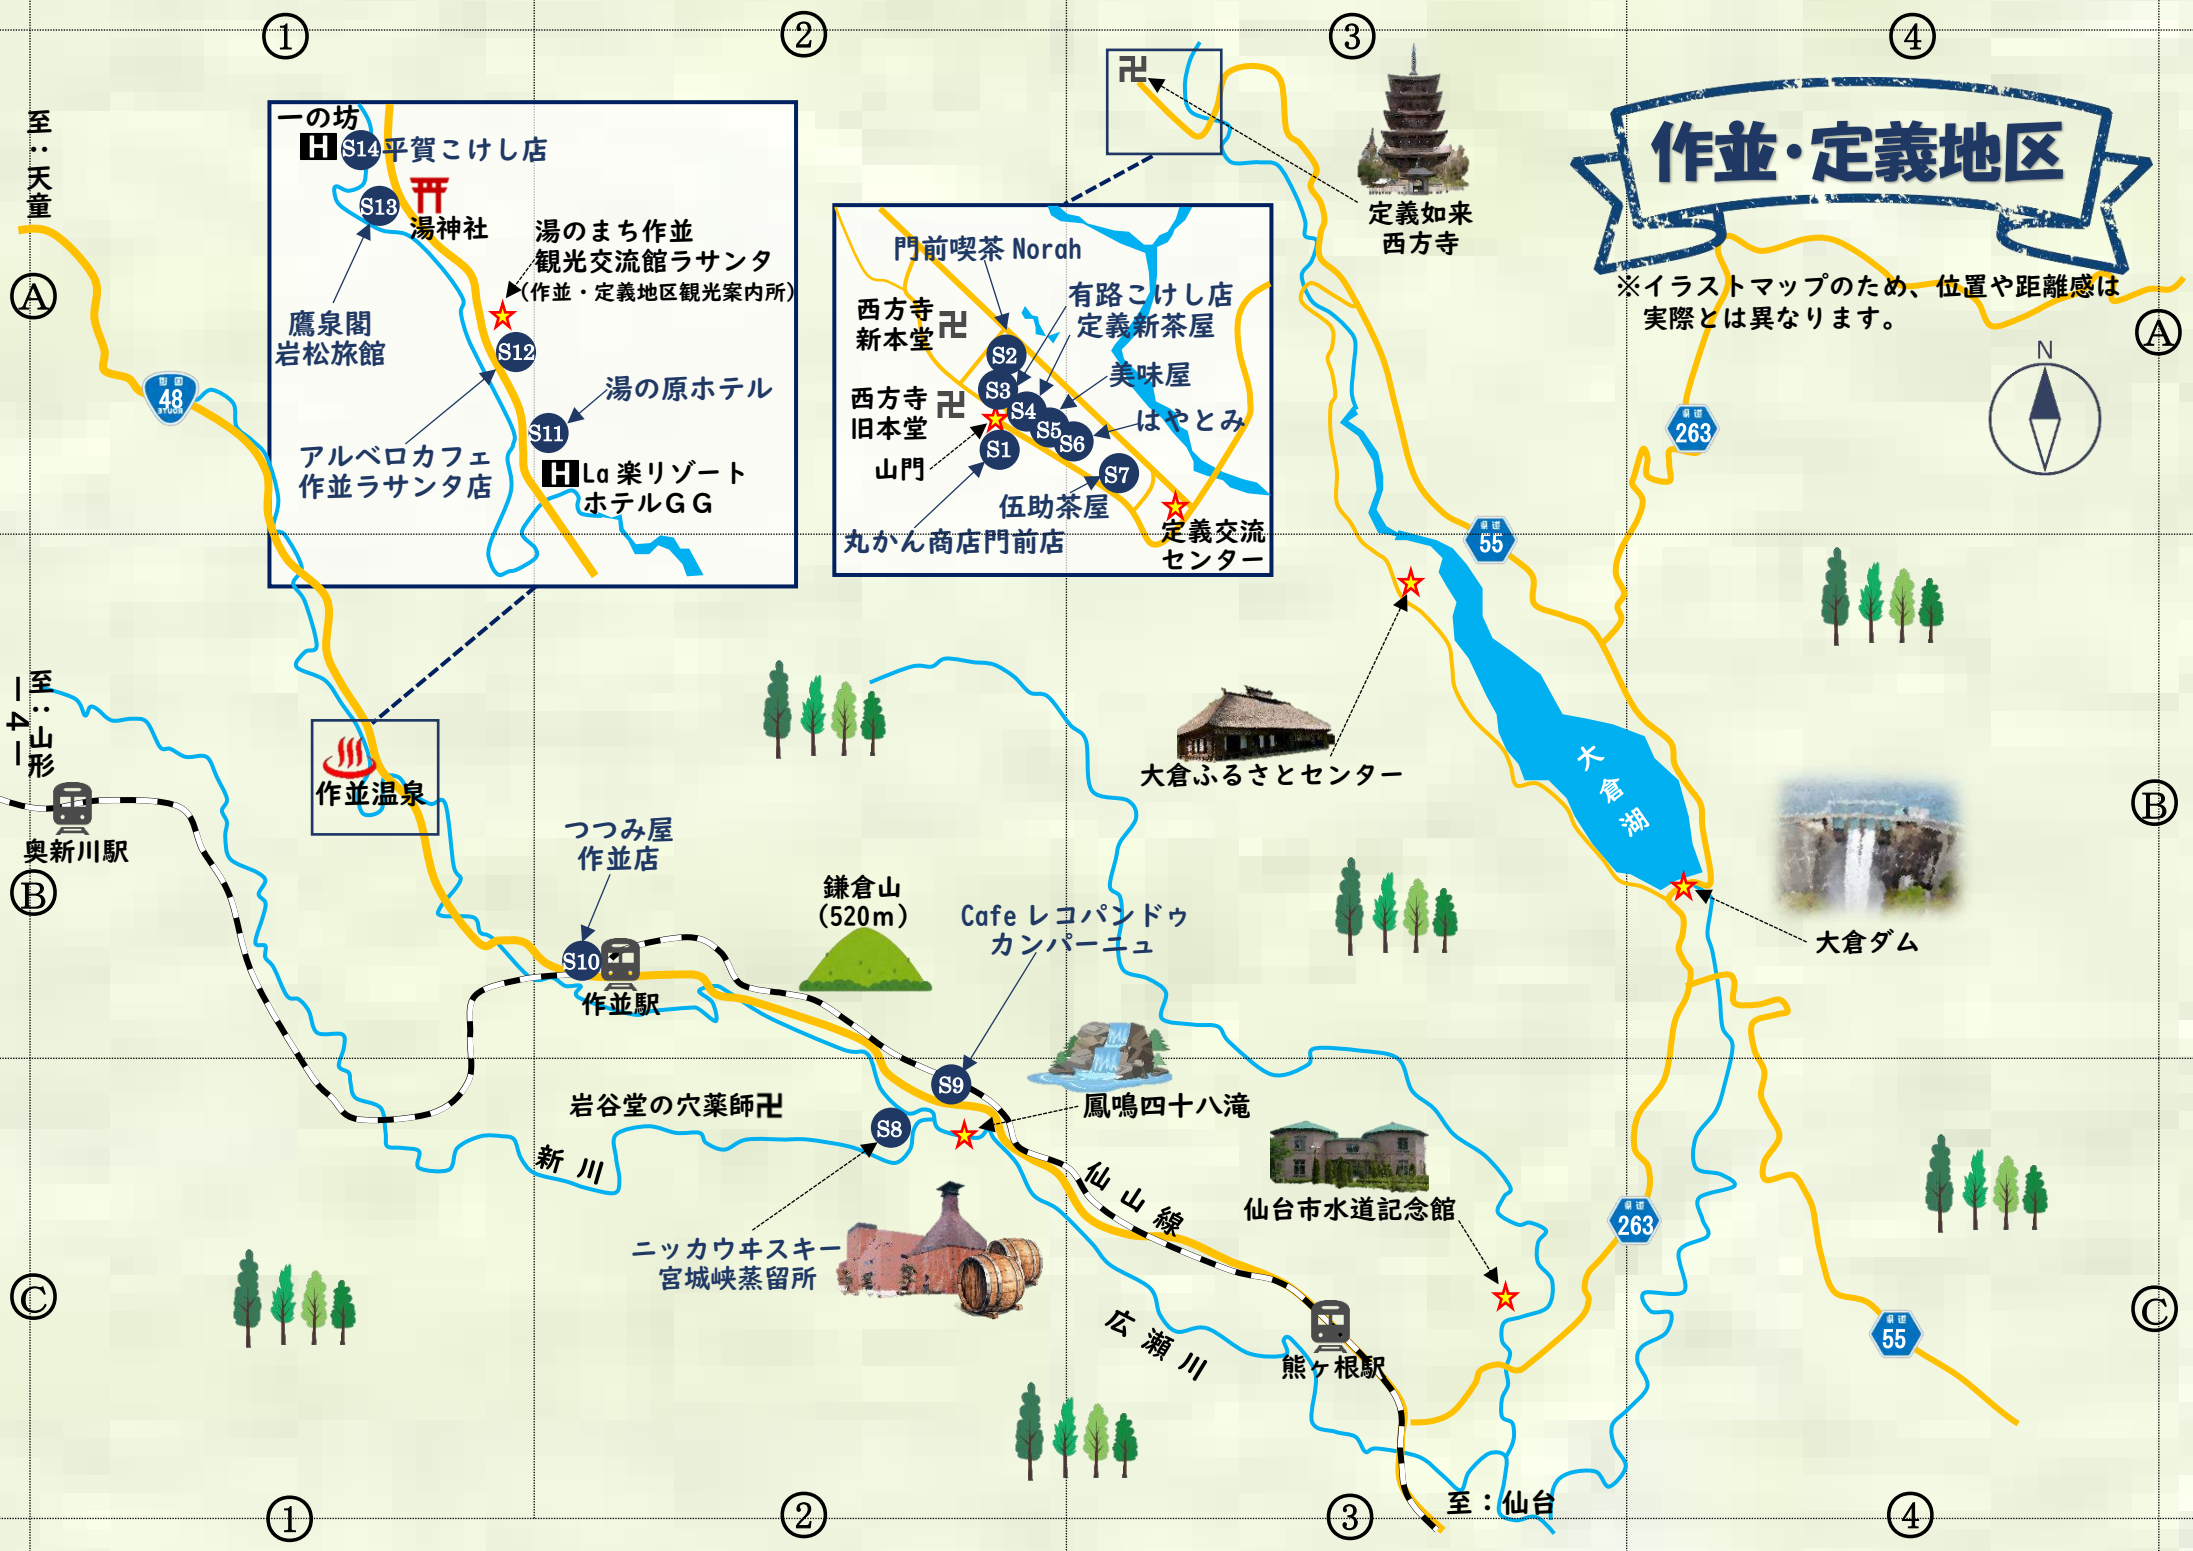 ① ② ③ ④
作並・定義地区
※イラストマップのため、位置や距離感は
実際とは異なります。
N
Ⓐ
Ⓐ
至：天童
一の坊
H
S14 平賀こけし店
S13
湯神社
湯のまち作並
観光交流館ラサンタ
(作並・定義地区観光案内所)
鷹泉閣
岩松旅館
S12
湯の原ホテル
S11
アルベロカフェ
作並ラサンタ店
H La 楽リゾート
ホテルＧＧ
国道
48
ROUTE
門前喫茶 Norah
有路こけし店
定義新茶屋
西方寺
新本堂
S2
美味屋
S3
西方寺
旧本堂
S4
はやとみ
S5
S6
山門
S1
S7
伍助茶屋
丸かん商店門前店
定義交流
センター
定義如来
西方寺
県道
263
県道
55
至：山形
－4－
奥新川駅
Ⓑ
Ⓑ
作並温泉
つつみ屋
作並店
S10
作並駅
鎌倉山
（520m）
Cafe レコパンドゥ
カンパーニュ
大倉ふるさとセンター
大倉湖
大倉ダム
S9
岩谷堂の穴薬師
S8
鳳鳴四十八滝
新川
仙山線
仙台市水道記念館
県道
263
ニッカウヰスキー
宮城峡蒸留所
Ⓒ
Ⓒ
広瀬川
熊ヶ根駅
県道
55
至：仙台
① ② ③ ④